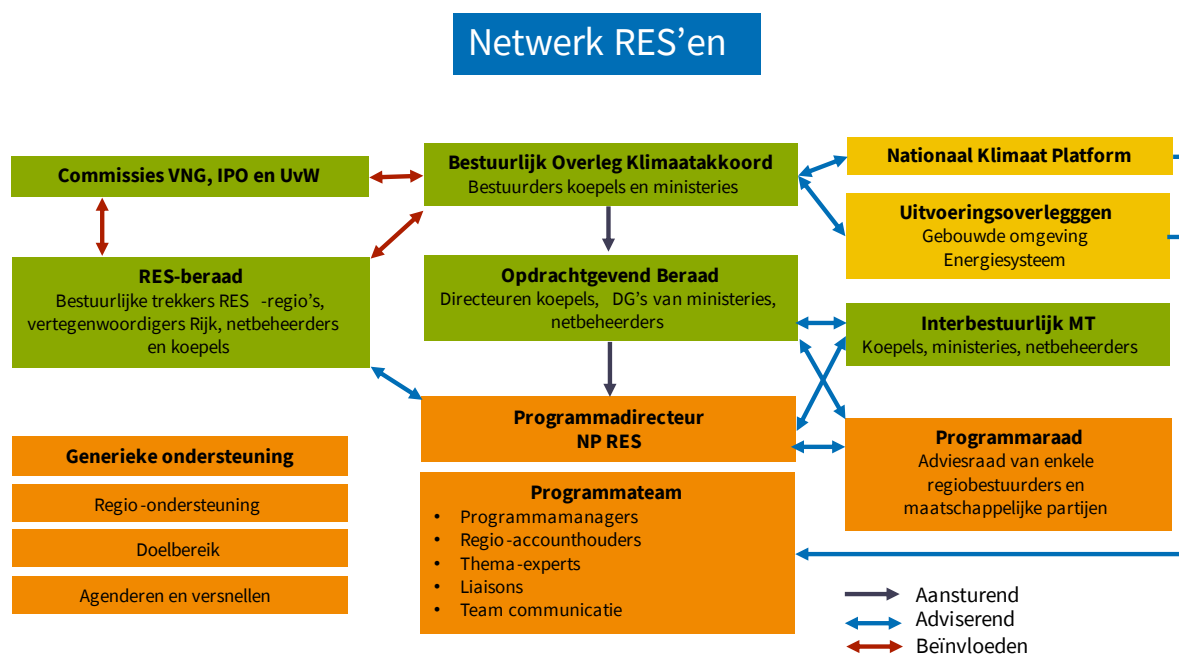 Netwerk RES’en
Commissies VNG, IPO en UvW
RES-beraad
Bestuurlijke trekkers RES -regio’s,
vertegenwoordigers Rijk, netbeheerders
en koepels
Generieke ondersteuning
Regio-ondersteuning
Doelbereik
Agenderen en versnellen
Bestuurlijk Overleg Klimaatakkoord
Bestuurders koepels en ministeries
Opdrachtgevend Beraad
Directeuren koepels, DG’s van ministeries,
netbeheerders
Programmadirecteur
NP RES
Programmateam
• Programmamanagers
• Regio-accounthouders
• Thema-experts
• Liaisons
• Team communicatie
Nationaal Klimaat Platform
Uitvoeringsoverlegggen
Gebouwde omgeving
Energiesysteem
Interbestuurlijk MT
Koepels, ministeries, netbeheerders
Programmaraad
Adviesraad van enkele
regiobestuurders en
maatschappelijke partijen
Aansturend
Adviserend
Beïnvloeden